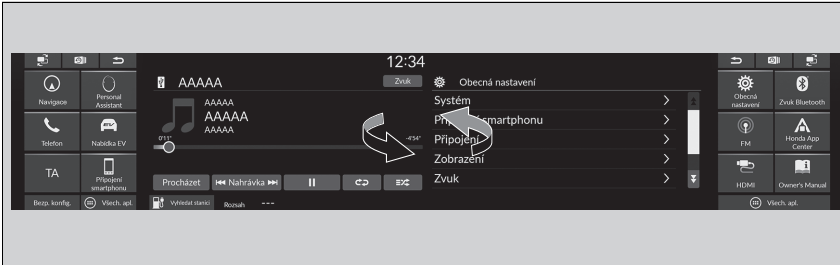 12:34
Navigace
Personal
Assistant
Telefon
Nabídka EV
TA
Připojení
smartphonu
Bezp. konfig.
Všech. apl.
AAAAA
Zvuk
AAAAA
AAAAA
AAAAA
0'11"
-4'54"
Procházet
Nahrávka
Vyhledat stanici
Rozsah ---
Obecná nastavení
Systém
smartphonu
Připojení
Zobrazení
Zvuk
Obecná
nastavení
Zvuk Bluetooth
FM
Honda App
Center
HDMI
Owner's Manual
Všech. apl.